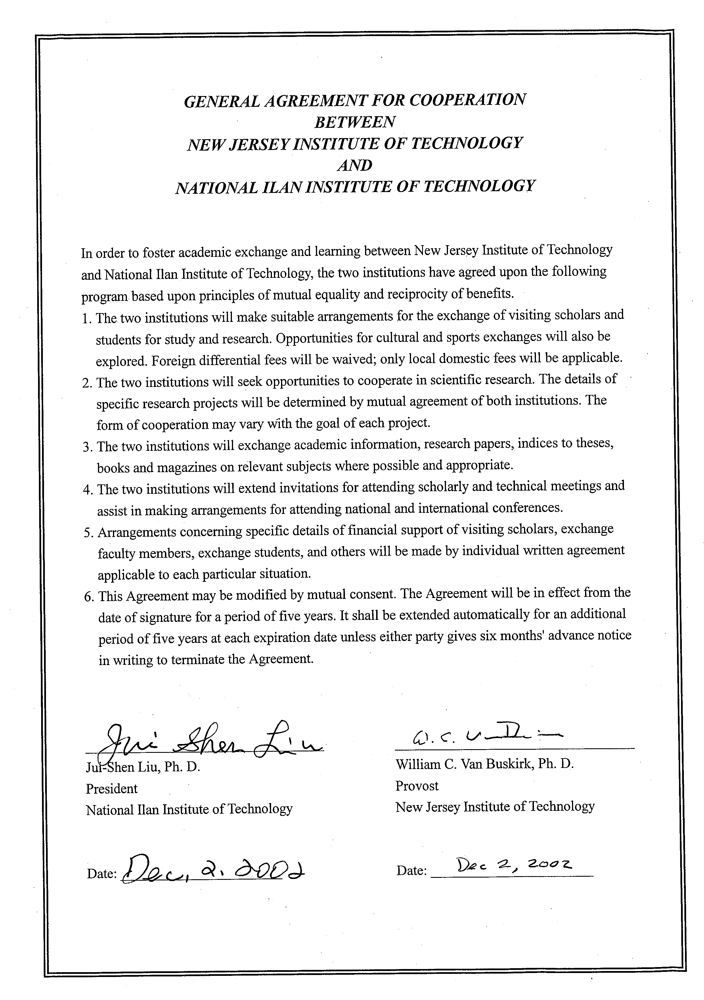 GENERAL AGREEMENT FOR COOPERATION
BETWEEN
NEW JERSEY INSTITUTE OF TECHNOLOGY
AND
NATIONAL ILAN INSTITUTE OF TECHNOLOGY
In order to foster academic exchange and learning between New Jersey Institute of Technology
and National Ilan Institute of Technology, the two institutions have agreed upon the following
program based upon principles of mutual equality and reciprocity of benefits.
1. The two institutions will make suitable arrangements for the exchange of visiting scholars and
students for study and research. Opportunities for cultural and sports exchanges will also be
explored. Foreign differential fees will be waived; only local domestic fees will be applicable.
2. The two institutions will seek opportunities to cooperate in scientific research. The details of
specific research projects will be determined by mutual agreement of both institutions. The
form of cooperation may vary with the goal of each project.
3. The two institutions will exchange academic information, research papers, indices to theses,
books and magazines on relevant subjects where possible and appropriate.
4. The two institutions will extend invitations for attending scholarly and technical meetings and
assist in making arrangements for attending national and international conferences.
5. Arrangements concerning specific details of financial support of visiting scholars, exchange
faculty members, exchange students, and others will be made by individual written agreement
applicable to each particular situation.
6. This Agreement may be modified by mutual consent. The Agreement will be in effect from the
date of signature for a period of five years. It shall be extended automatically for an additional
period of five years at each expiration date unless either party gives six months' advance notice
in writing to terminate the Agreement.
Jui Shen Liu
Jui-Shen Liu, Ph. D.
President
National Ilan Institute of Technology
Date: Dec, 2. 2002
W. C.
William C. Van Buskirk, Ph. D.
Provost
New Jersey Institute of Technology
Date: Dec 2, 2002